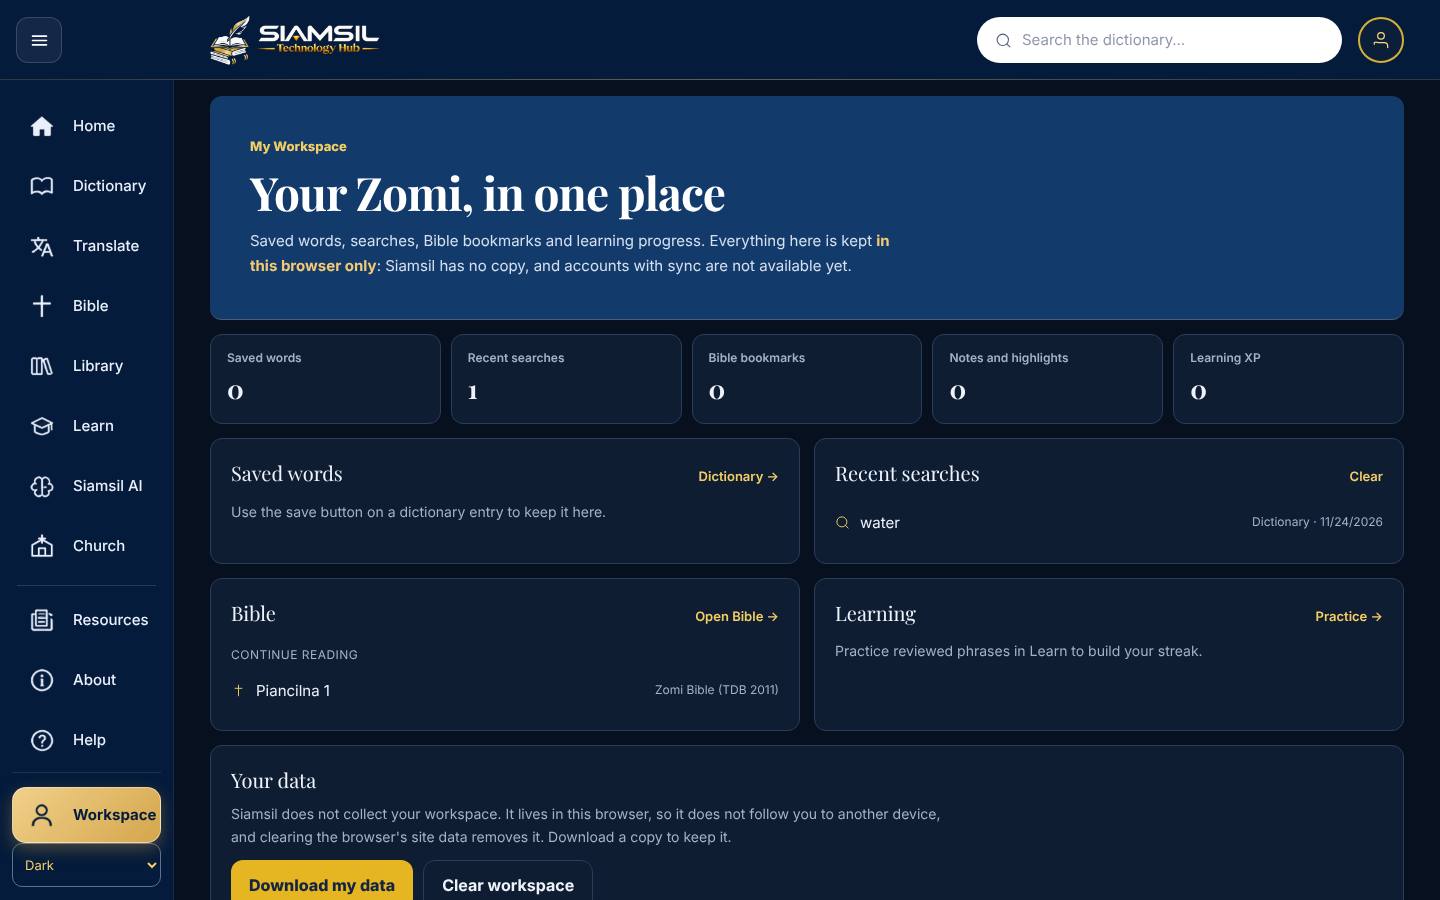 SIAMSIL
Technology Hub
Search the dictionary...
Home
Dictionary
Translate
Bible
Library
Learn
Siamsil AI
Church
Resources
About
Help
Workspace
Dark
My Workspace
Your Zomi, in one place
Saved words, searches, Bible bookmarks and learning progress. Everything here is kept in
this browser only: Siamsil has no copy, and accounts with sync are not available yet.
Saved words
0
Recent searches
1
Bible bookmarks
0
Notes and highlights
0
Learning XP
0
Saved words
Dictionary →
Use the save button on a dictionary entry to keep it here.
Recent searches
Clear
water
Dictionary · 11/24/2026
Bible
Open Bible →
CONTINUE READING
Piancilna 1
Zomi Bible (TDB 2011)
Learning
Practice →
Practice reviewed phrases in Learn to build your streak.
Your data
Siamsil does not collect your workspace. It lives in this browser, so it does not follow you to another device,
and clearing the browser's site data removes it. Download a copy to keep it.
Download my data
Clear workspace